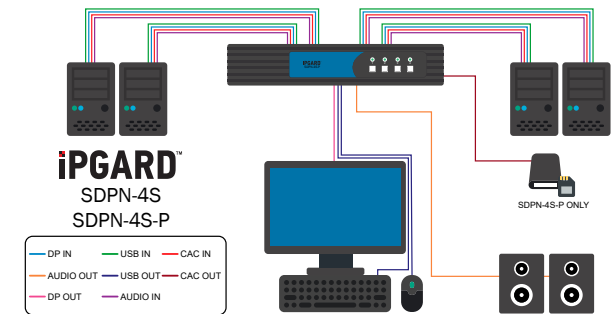 IPGARD
iPGARD™
SDPN-4S
SDPN-4S-P
SDPN-4S-P ONLY
DP IN USB IN CAC IN
AUDIO OUT USB OUT CAC OUT
DP OUT AUDIO IN